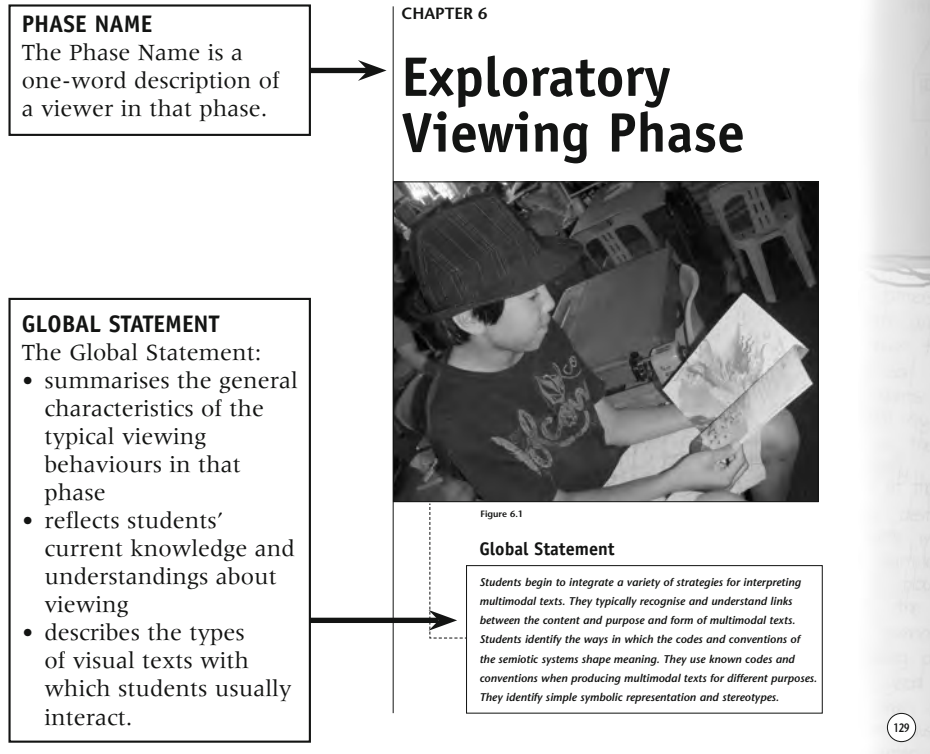 PHASE NAME
The Phase Name is a
one-word description of
a viewer in that phase.
CHAPTER 6
Exploratory
Viewing Phase
GLOBAL STATEMENT
The Global Statement:
• summarises the general
characteristics of the
typical viewing
behaviours in that
phase
• reflects students’
current knowledge and
understandings about
viewing
• describes the types
of visual texts with
which students usually
interact.
Figure 6.1
Global Statement
Students begin to integrate a variety of strategies for interpreting
multimodal texts. They typically recognise and understand links
between the content and purpose and form of multimodal texts.
Students identify the ways in which the codes and conventions of
the semiotic systems shape meaning. They use known codes and
conventions when producing multimodal texts for different purposes.
They identify simple symbolic representation and stereotypes.
129